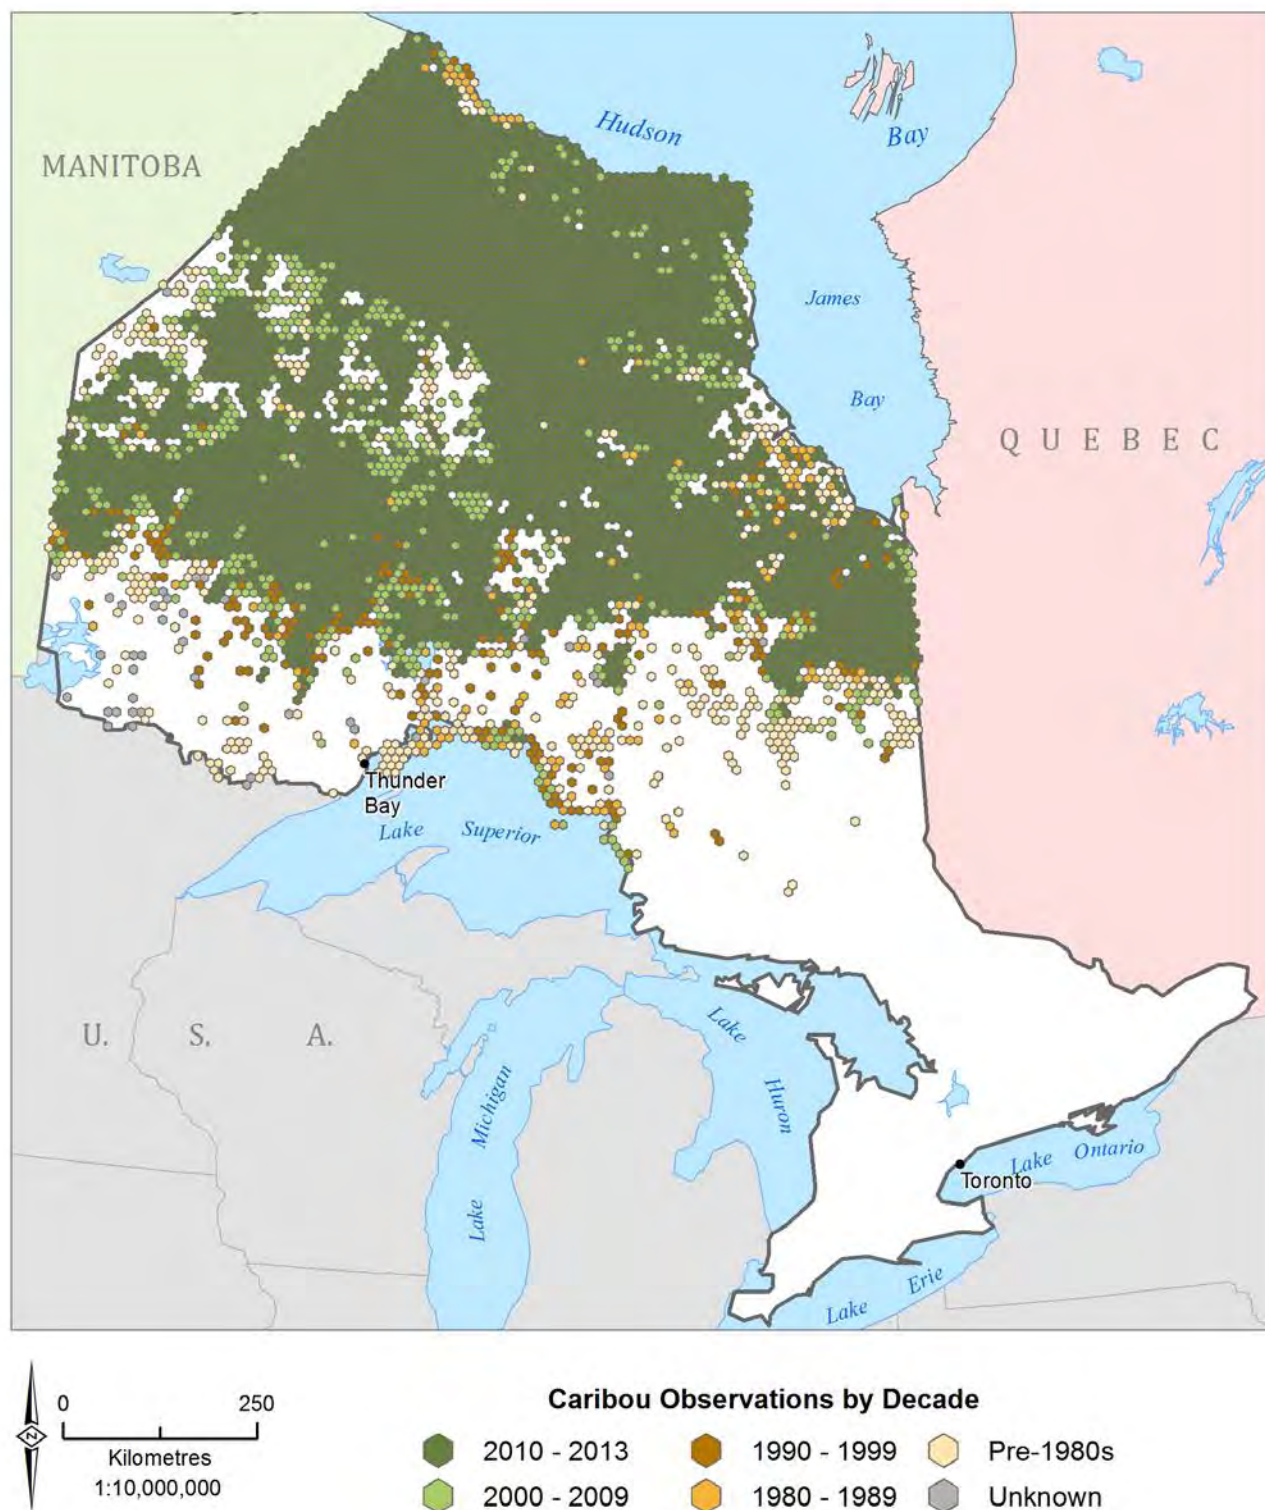 Hudson
Bay
MANITOBA
James
Bay
QUEBEC
Thunder
Bay
Lake Superior
U. S. A.
Lake
Huron
Lake Michigan
Lake Ontario
Toronto
Lake Erie
0 250
Kilometres
1:10,000,000
N
Caribou Observations by Decade
2010 - 2013
1990 - 1999
Pre-1980s
2000 - 2009
1980 - 1989
Unknown